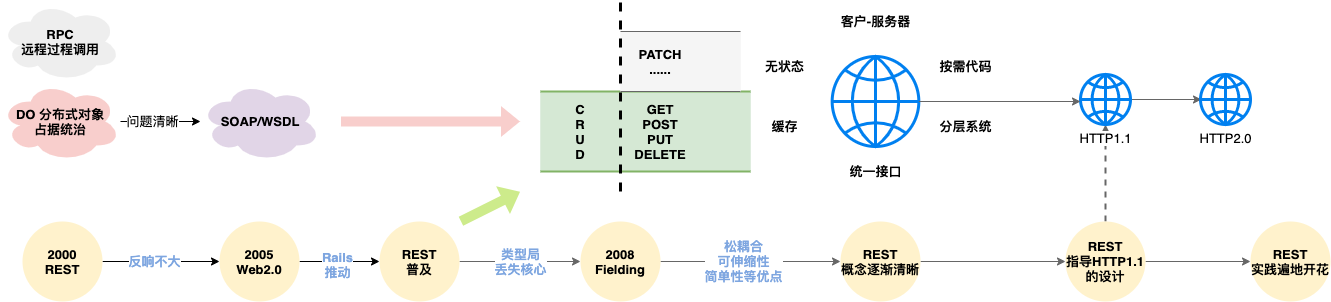 RPC
远程过程调用
DO 分布式对象
占据统治
问题清晰
SOAP/WSDL
PATCH
......
C GET
R POST
U PUT
D DELETE
客户-服务器
无状态
按需代码
缓存
分层系统
统一接口
HTTP1.1
HTTP2.0
2000
REST
反响不大
2005
Web2.0
Rails
推动
REST
普及
类型局
丢失核心
2008
Fielding
松耦合
可伸缩性
简单性等优点
REST
概念逐渐清晰
REST
指导HTTP1.1
的设计
REST
实践遍地开花